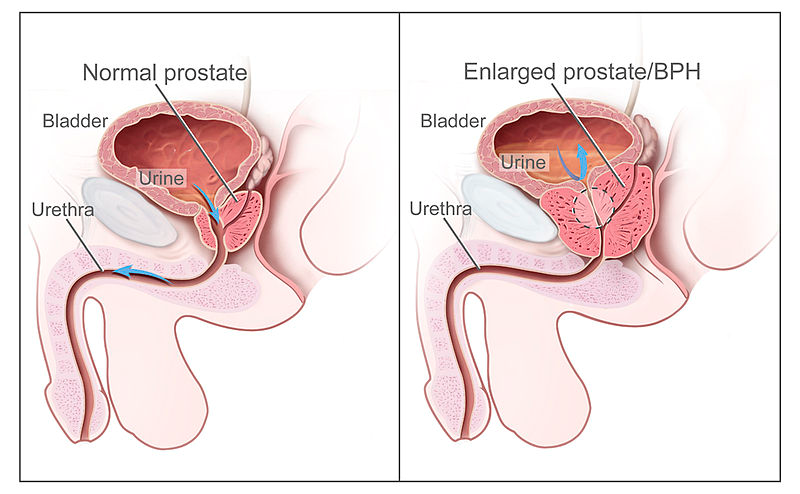 Normal prostate
Bladder
Urine
Urethra
Enlarged prostate/BPH
Bladder
Urine
Urethra